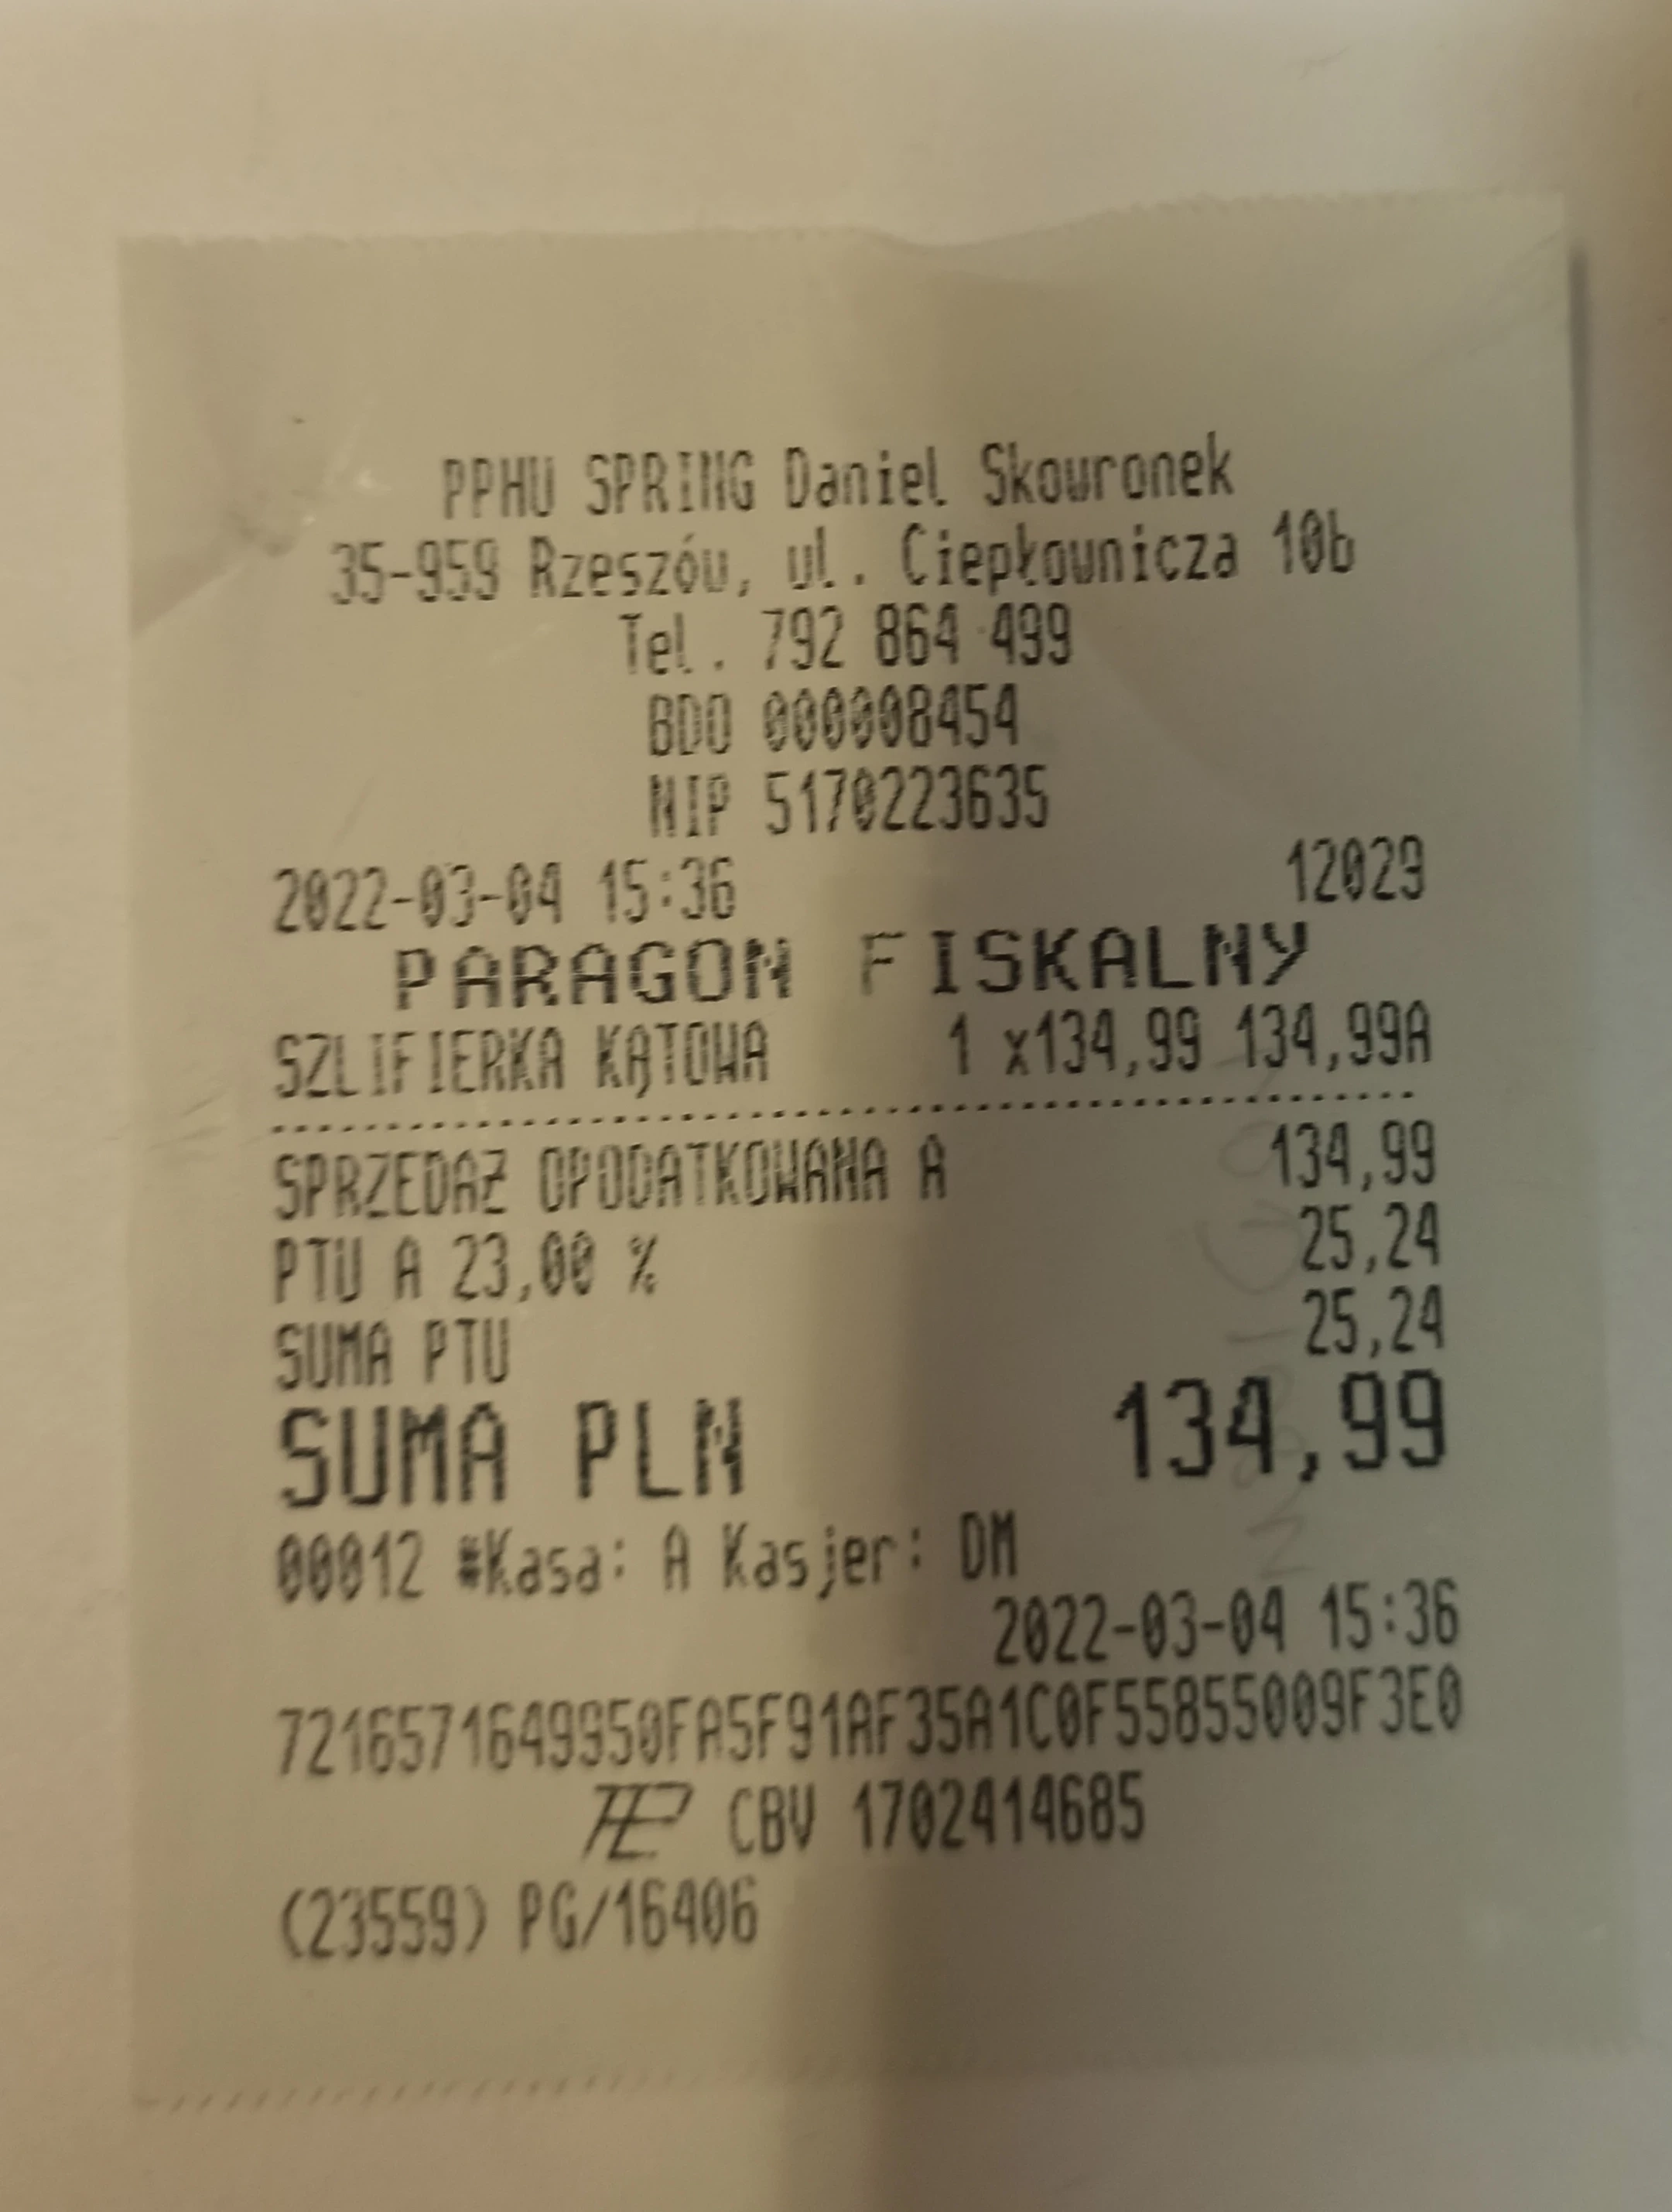 PPHU SPRING Daniel Skowronek
35-959 Rzeszów, ul. Ciepłownicza 10b
Tel. 792 864 499
BDO 000008454
NIP 5170223635
2022-03-04 15:36 12029
PARAGON FISKALNY
SZLIFIERKA KĄTOWA 1 x134,99 134,99A
SPRZEDAŻ OPODATKOWANA A 134,99
PTU A 23,00 % 25,24
SUMA PTU 25,24
SUMA PLN 134,99
00012 #Kasa: A Kasjer: DM
2022-03-04 15:36
7216571649950FA5F91AF35A1C0F55855009F3E0
CBV 1702414685
(23559) PG/16406